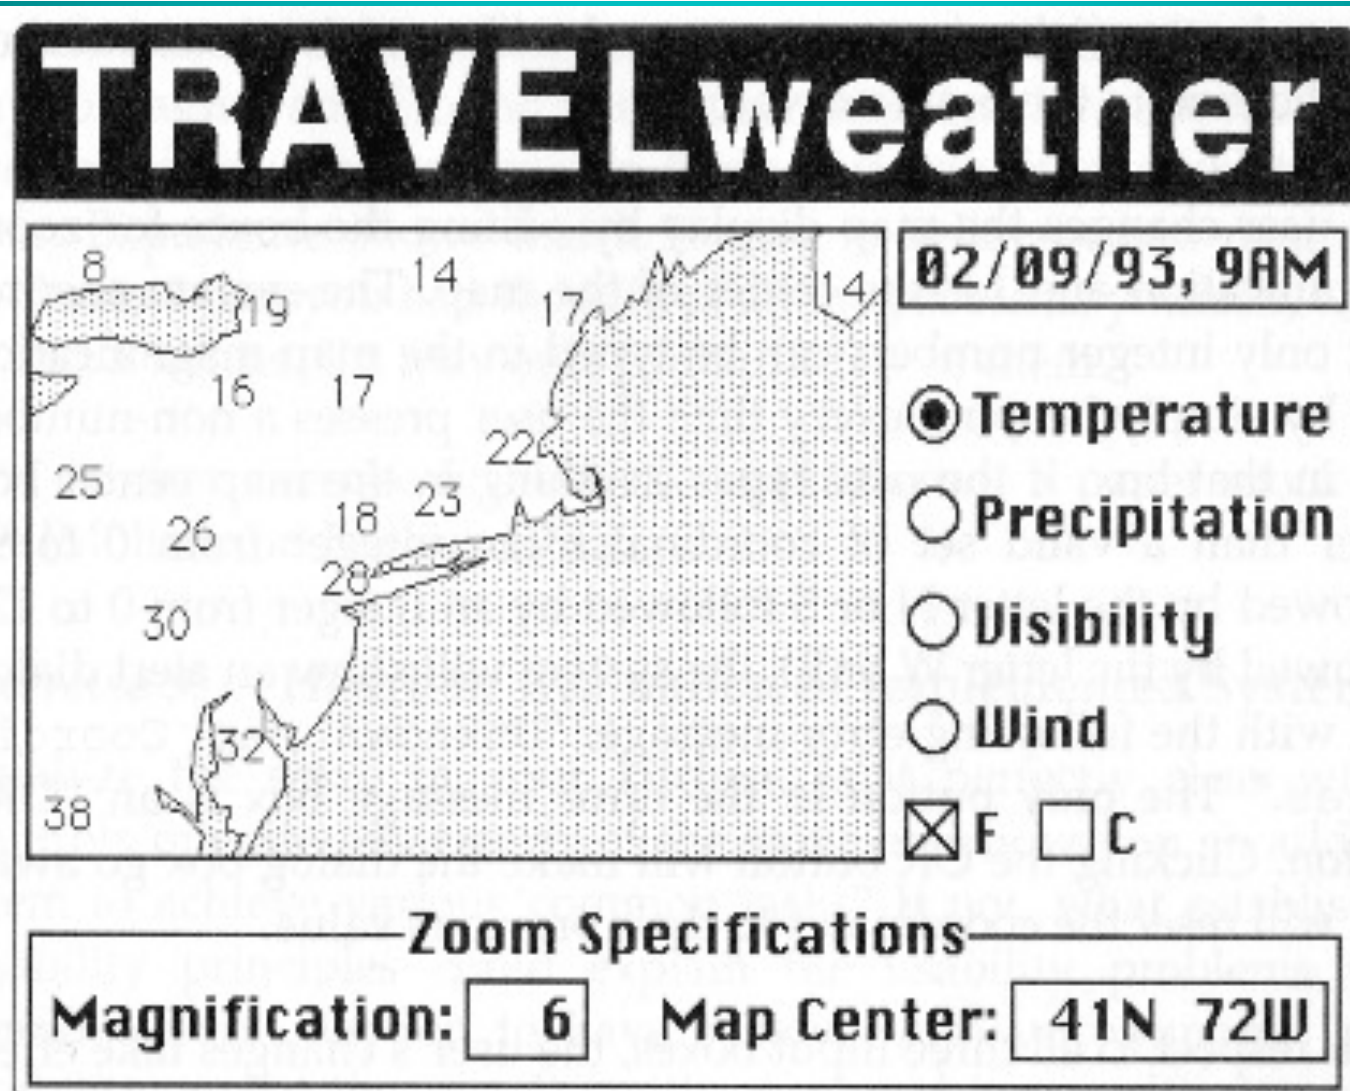 TRAVELweather
8
14
19
17
14
02/09/93, 9AM
16
17
Temperature
22
25
23
18
Precipitation
26
28
30
Visibility
32
Wind
38
F
C
Zoom Specifications
Magnification: 6
Map Center: 41N 72W